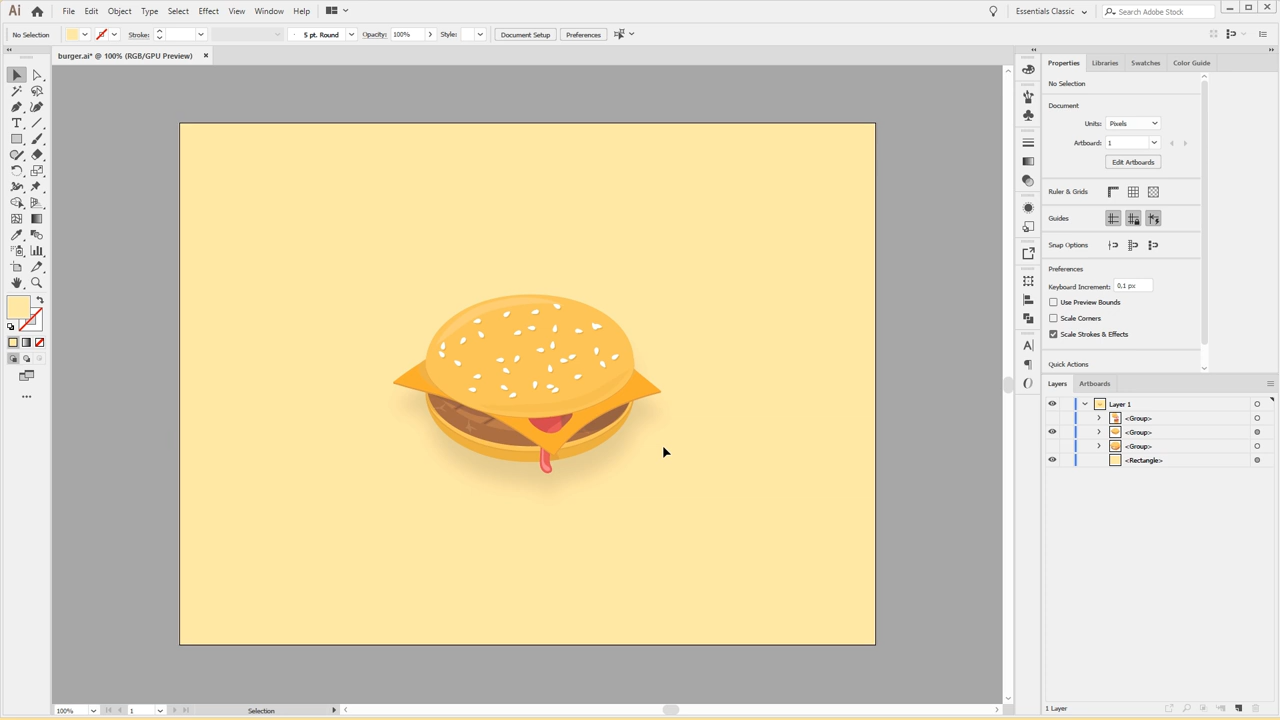 Ai File Edit Object Type Select Effect View Window Help Essentials Classic Search Adobe Stock
No Selection Stroke: 5 pt. Round Opacity: 100% Style: Document Setup Preferences
burger.ai* @ 100% (RGB/GPU Preview)
Properties Libraries Swatches Color Guide
No Selection
Document
Units: Pixels
Artboard: 1
Edit Artboards
Ruler & Grids
Guides
Snap Options
Preferences
Keyboard Increment: 0,1 px
Use Preview Bounds
Scale Corners
Scale Strokes & Effects
Quick Actions
Layers Artboards
Layer 1
<Group>
<Group>
<Group>
<Rectangle>
100% 1 Selection 1 Layer